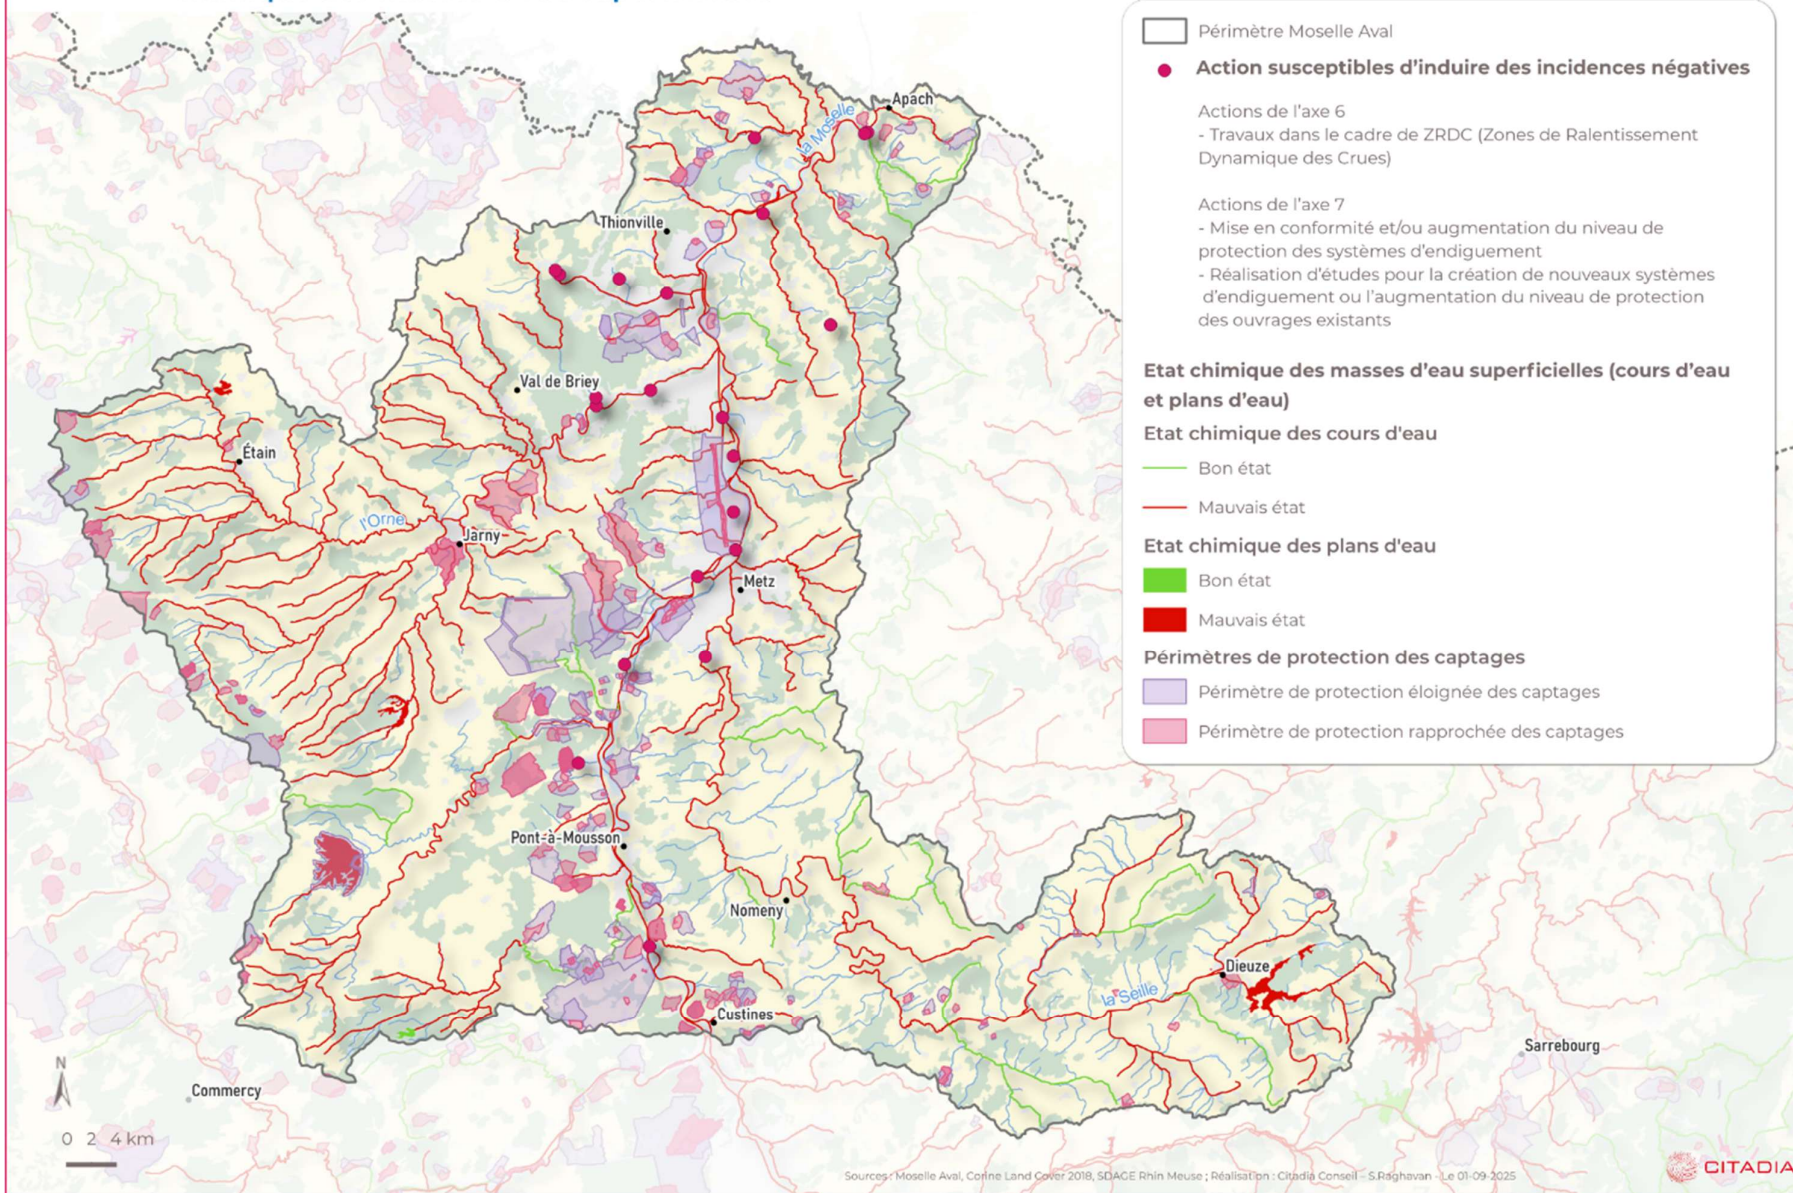 Périmètre Moselle Aval
Action susceptibles d'induire des incidences négatives
Actions de l'axe 6
- Travaux dans le cadre de ZRDC (Zones de Ralentissement
Dynamique des Crues)
Actions de l'axe 7
- Mise en conformité et/ou augmentation du niveau de
protection des systèmes d'endiguement
- Réalisation d'études pour la création de nouveaux systèmes
d'endiguement ou l'augmentation du niveau de protection
des ouvrages existants
Etat chimique des masses d'eau superficielles (cours d'eau
et plans d'eau)
Etat chimique des cours d'eau
Bon état
Mauvais état
Etat chimique des plans d'eau
Bon état
Mauvais état
Périmètres de protection des captages
Périmètre de protection éloignée des captages
Périmètre de protection rapprochée des captages
Apach
la Moselle
Thionville
Val de Briey
Étain
l'Orne
Jarny
Metz
Pont-à-Mousson
Nomeny
Dieuze
la Seille
Custines
Sarrebourg
Commercy
N
0 2 4 km
Sources : Moselle Aval, Corine Land Cover 2018, SDAGE Rhin Meuse ; Réalisation : Citadia Conseil - S.Raghavan - Le 01-09-2025
CITADIA